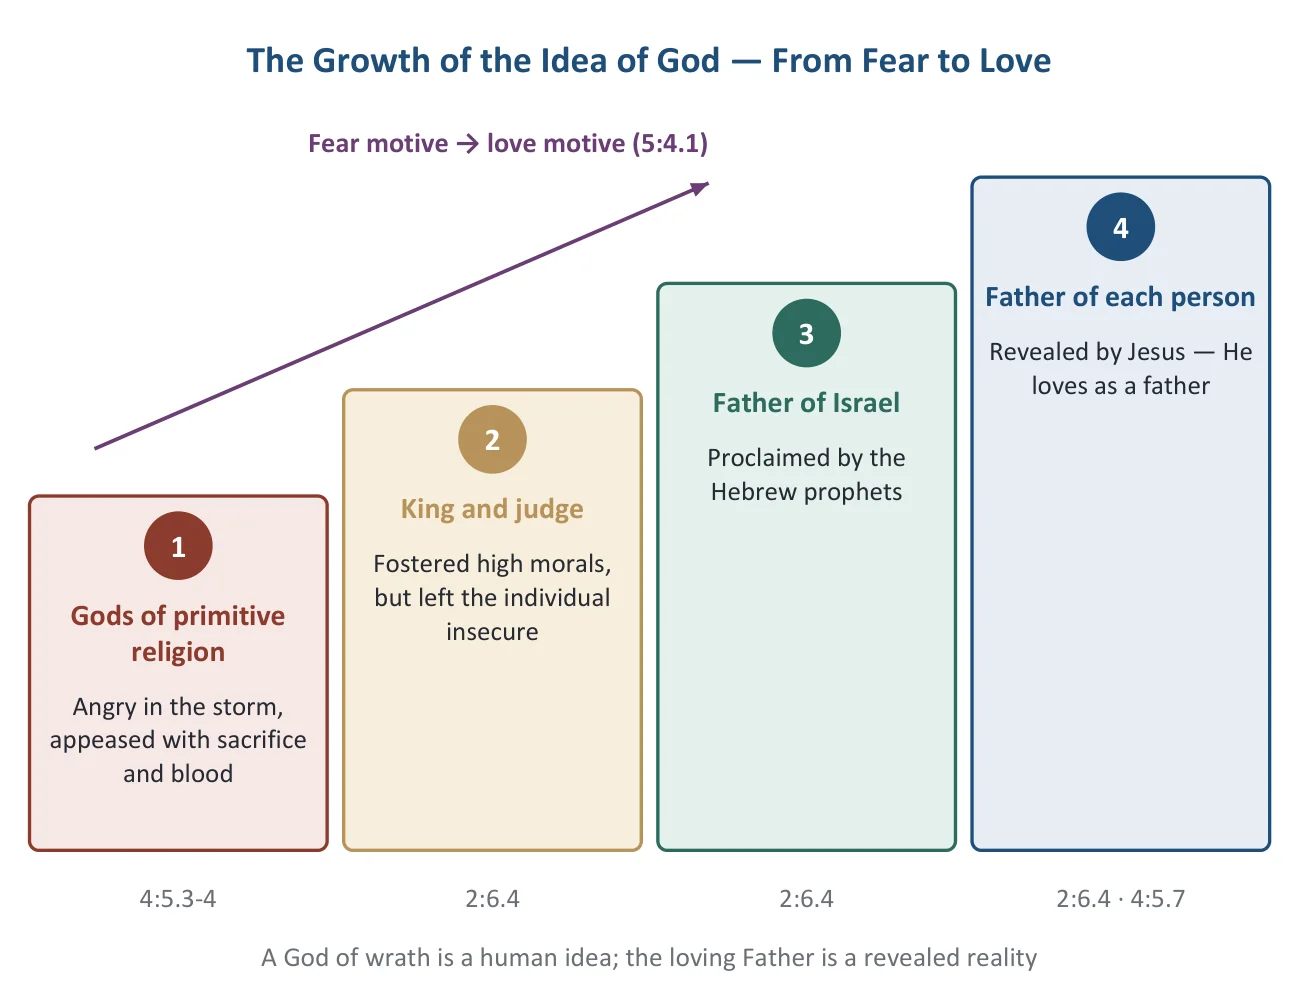 The Growth of the Idea of God — From Fear to Love
Fear motive → love motive (5:4.1)
1
Gods of primitive
religion
Angry in the storm,
appeased with sacrifice
and blood
4:5.3-4
2
King and judge
Fostered high morals,
but left the individual
insecure
2:6.4
3
Father of Israel
Proclaimed by the
Hebrew prophets
2:6.4
4
Father of each person
Revealed by Jesus — He
loves as a father
2:6.4 · 4:5.7
A God of wrath is a human idea; the loving Father is a revealed reality